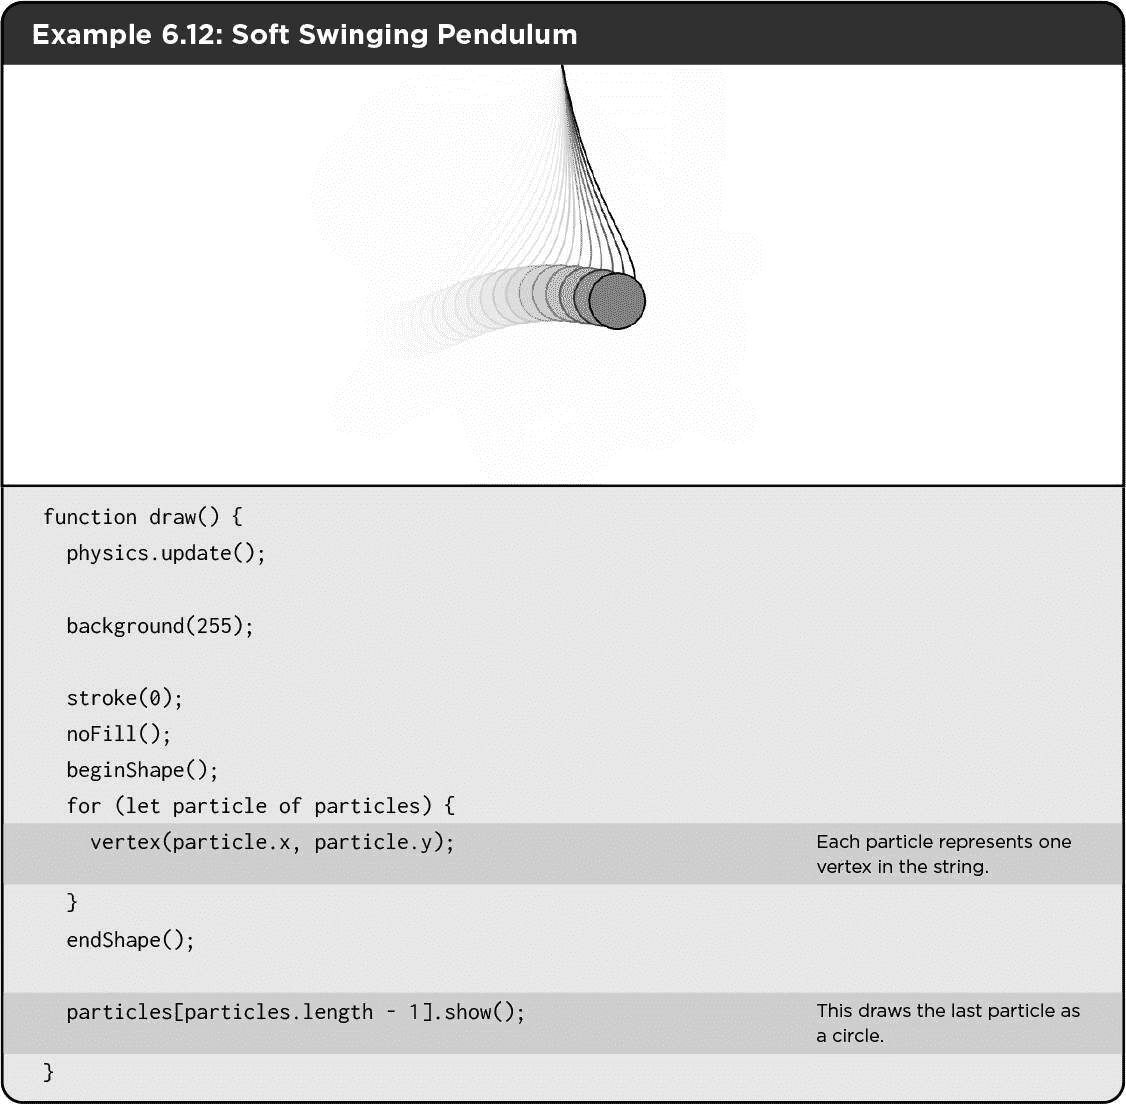 Example 6.12: Soft Swinging Pendulum
function draw() {
  physics.update();
  background(255);
  stroke(0);
  noFill();
  beginShape();
  for (let particle of particles) {
    vertex(particle.x, particle.y);
Each particle represents one
vertex in the string.
  }
  endShape();
  particles[particles.length - 1].show();
This draws the last particle as
a circle.
}